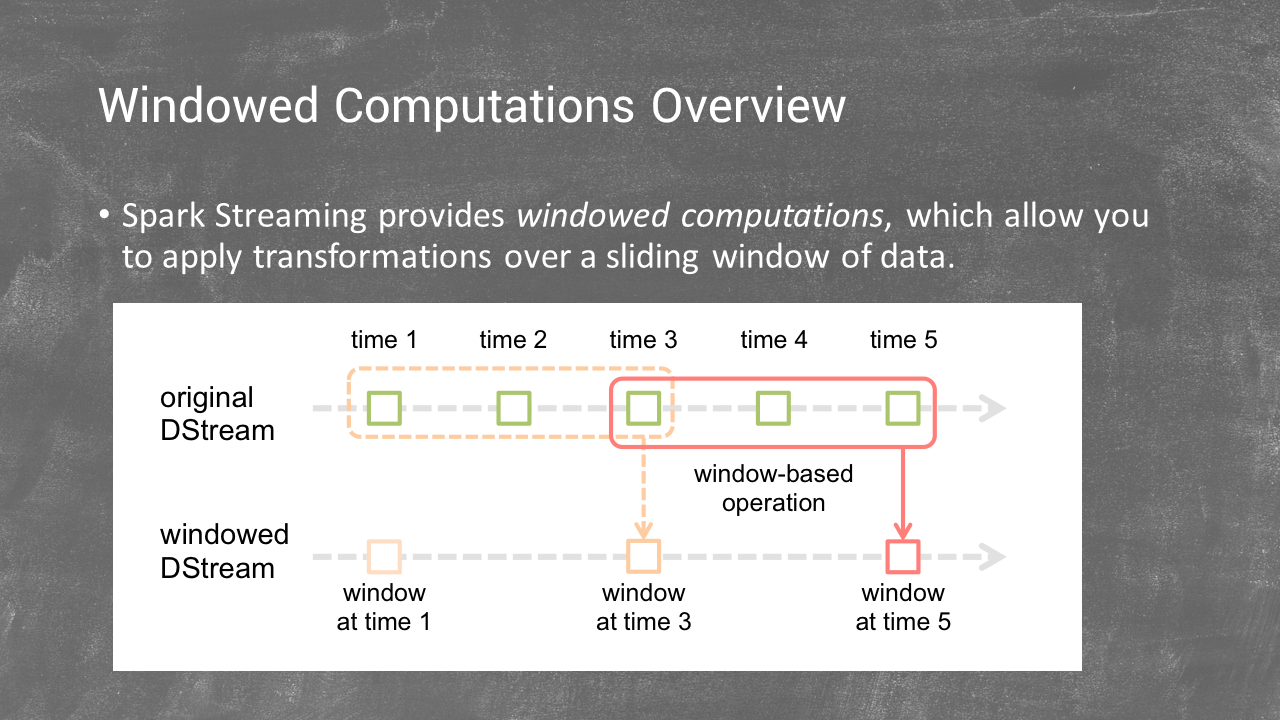 Windowed Computations Overview
• Spark Streaming provides windowed computations, which allow you
to apply transformations over a sliding window of data.
time 1 time 2 time 3 time 4 time 5
original
DStream
window-based
operation
windowed
DStream
window window window
at time 1 at time 3 at time 5